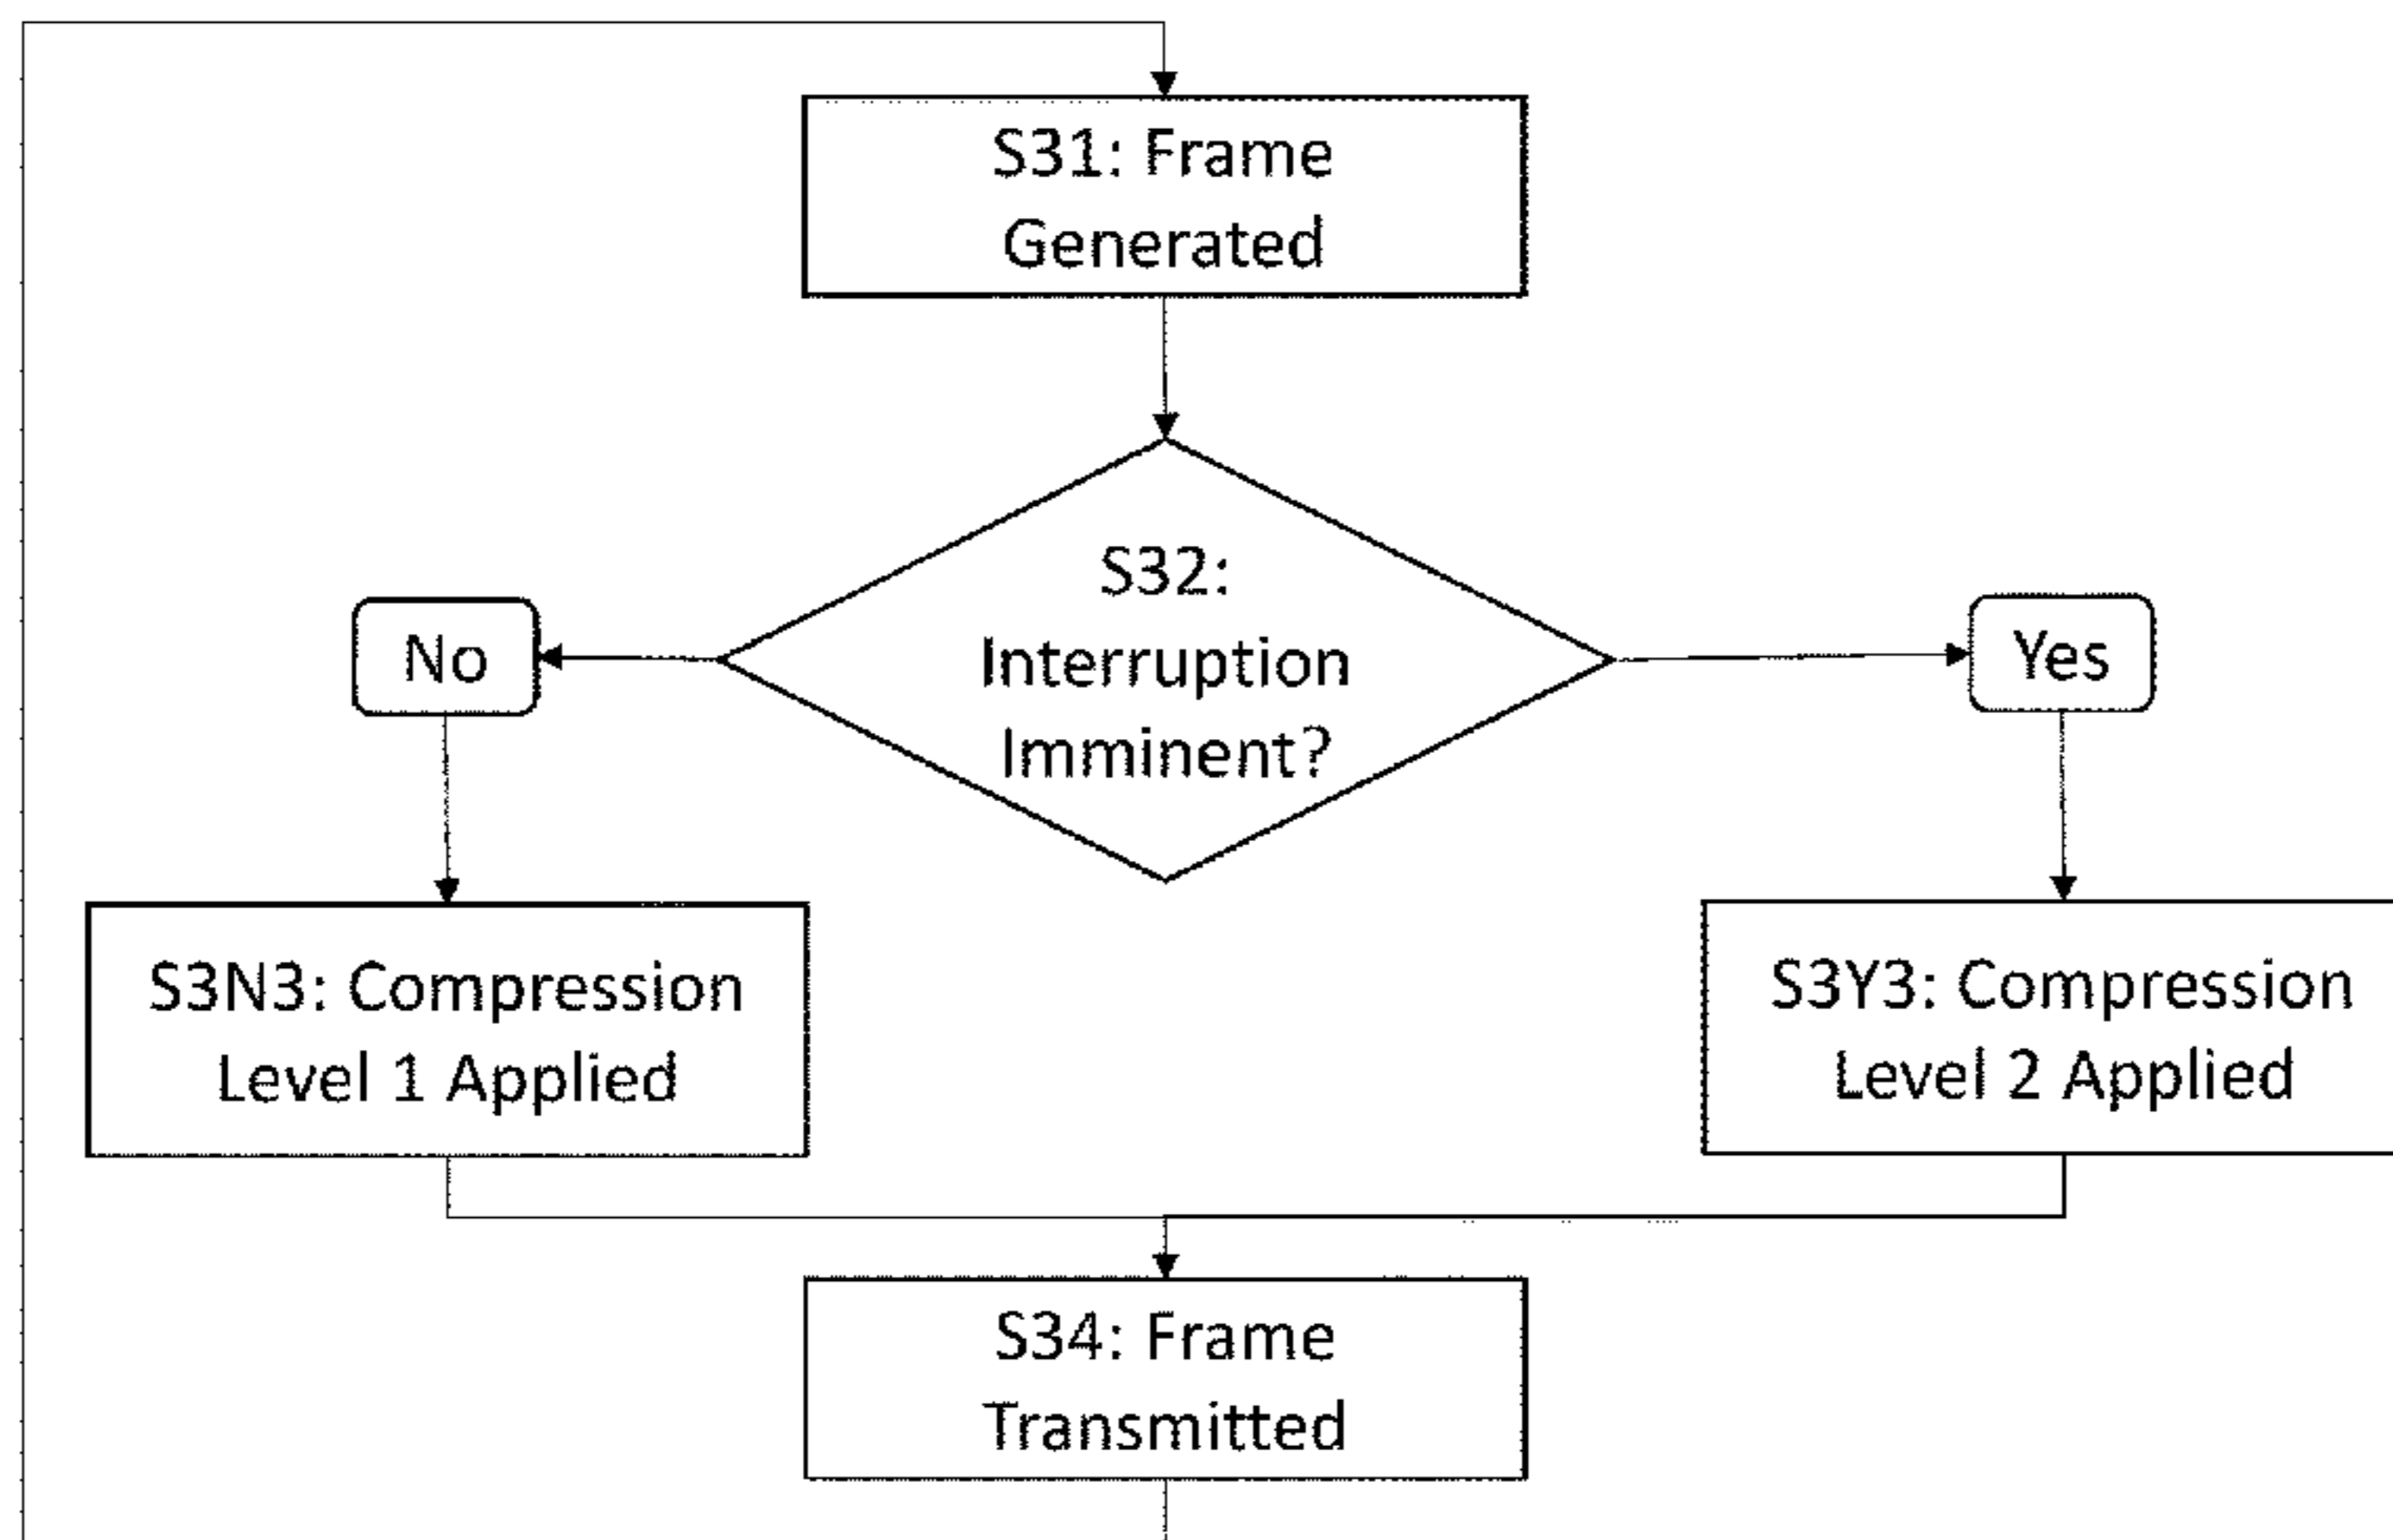 S31: Frame
Generated
S32:
Interruption
Imminent?
No
Yes
S3N3: Compression
Level 1 Applied
S3Y3: Compression
Level 2 Applied
S34: Frame
Transmitted